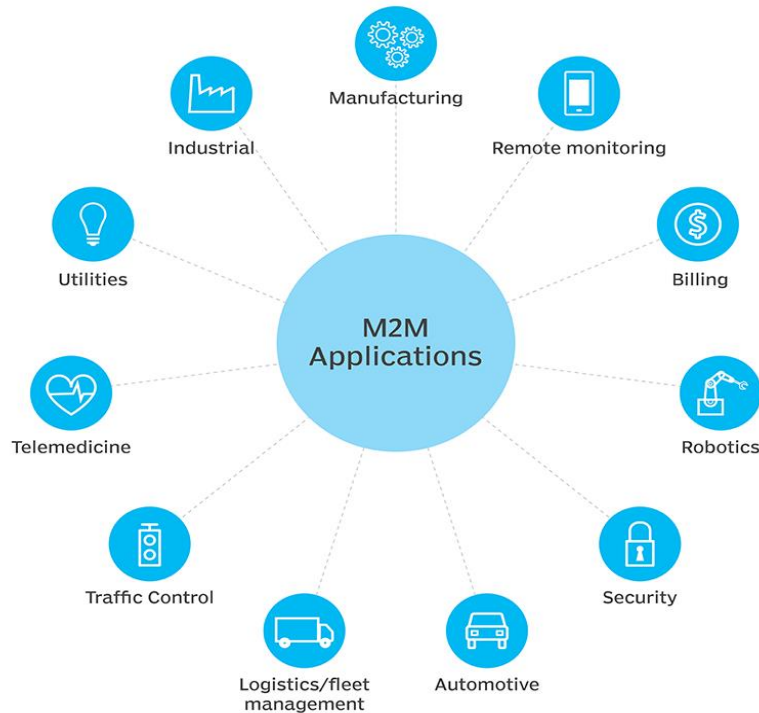 Manufacturing
Industrial
Remote monitoring
Utilities
Billing
M2M
Applications
Telemedicine
Robotics
Traffic Control
Security
Logistics/fleet
management
Automotive